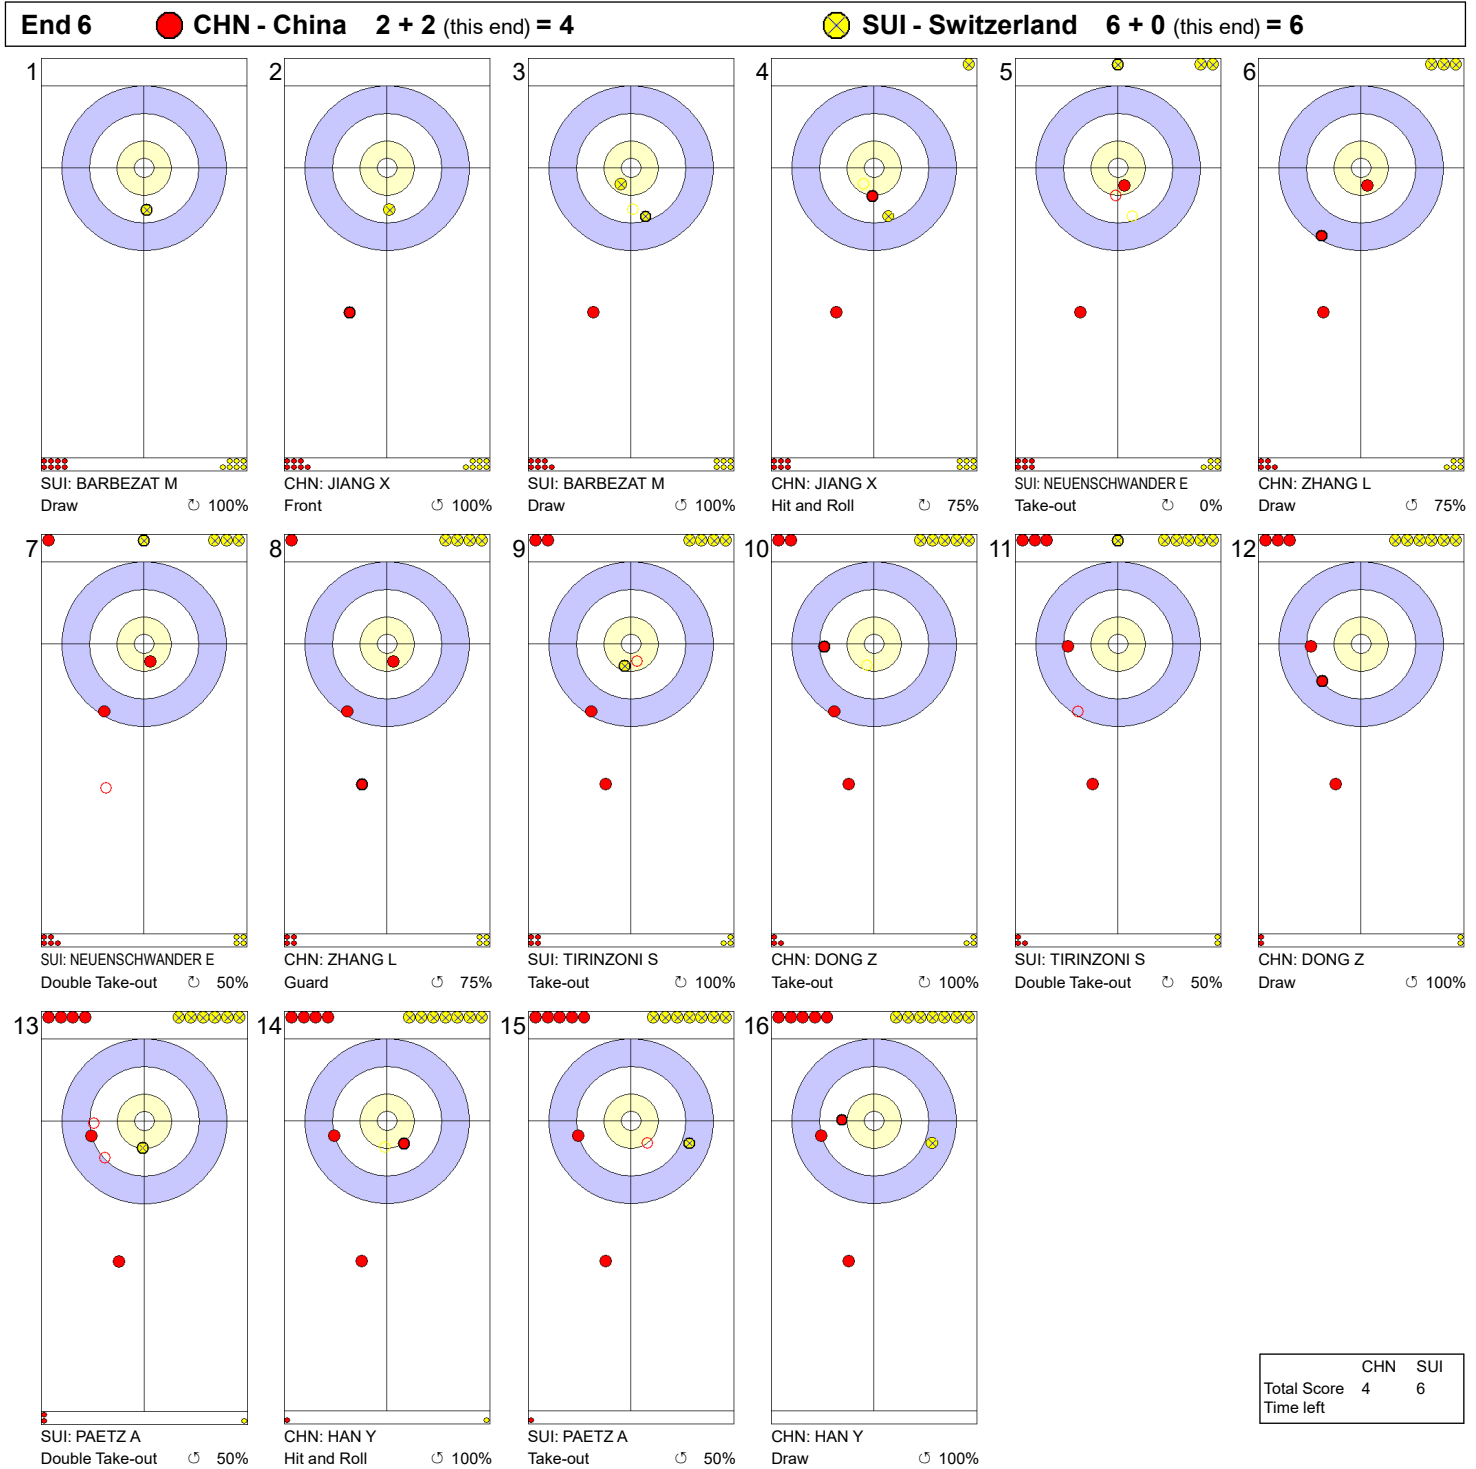 End 6 CHN - China 2 + 2 (this end) = 4 SUI - Switzerland 6 + 0 (this end) = 6
1 2 3 4 5 6
SUI: BARBEZAT M CHN: JIANG X SUI: BARBEZAT M CHN: JIANG X SUI: NEUENSCHWANDER E CHN: ZHANG L
Draw ↻ 100% Front ↺ 100% Draw ↺ 100% Hit and Roll ↻ 75% Take-out ↻ 0% Draw ↺ 75%
7 8 9 10 11 12
SUI: NEUENSCHWANDER E CHN: ZHANG L SUI: TIRINZONI S CHN: DONG Z SUI: TIRINZONI S CHN: DONG Z
Double Take-out ↻ 50% Guard ↺ 75% Take-out ↻ 100% Take-out ↺ 100% Double Take-out ↻ 50% Draw ↺ 100%
13 14 15 16
SUI: PAETZ A CHN: HAN Y SUI: PAETZ A CHN: HAN Y
Double Take-out ↺ 50% Hit and Roll ↻ 100% Take-out ↺ 50% Draw ↺ 100%
CHN SUI
Total Score 4 6
Time left